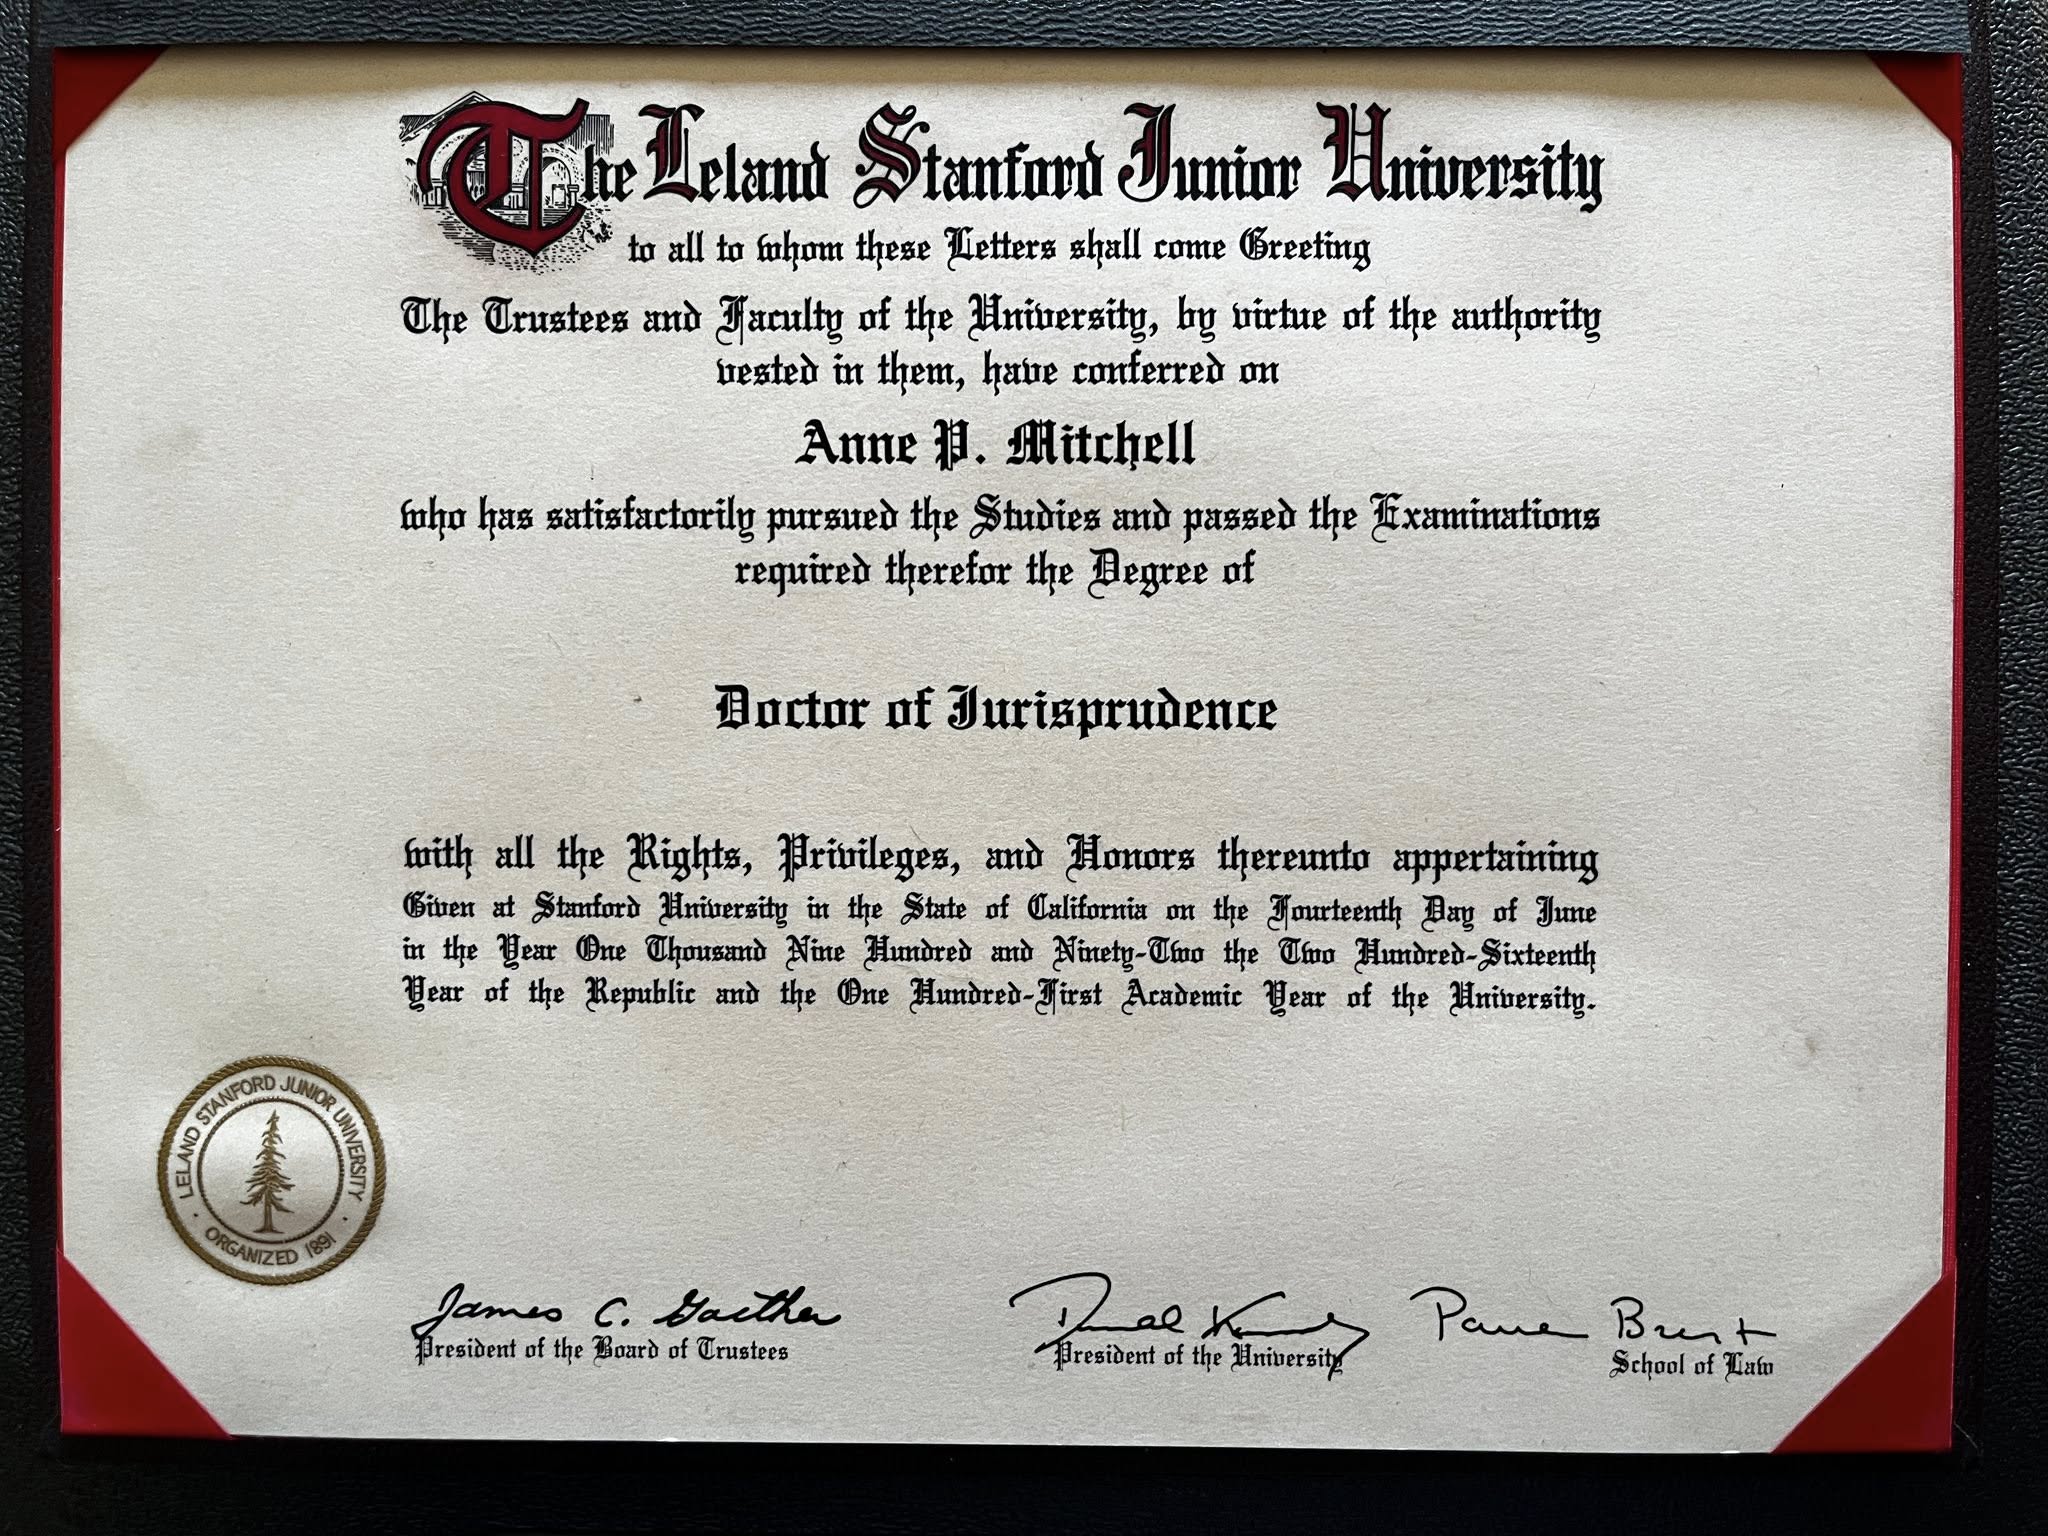 The Leland Stanford Junior University
to all to whom these Letters shall come Greeting
The Trustees and Faculty of the University, by virtue of the authority
vested in them, have conferred on
Anne P. Mitchell
who has satisfactorily pursued the Studies and passed the Examinations
required therefor the Degree of
Doctor of Jurisprudence
with all the Rights, Privileges, and Honors thereunto appertaining
Given at Stanford University in the State of California on the Fourteenth Day of June
in the Year One Thousand Nine Hundred and Ninety-Two the Two Hundred-Sixteenth
Year of the Republic and the One Hundred-First Academic Year of the University.
LELAND STANFORD JUNIOR UNIVERSITY
ORGANIZED 1891
James C. Gaither
President of the Board of Trustees
Donald Kennedy
President of the University
Paul Brest
School of Law